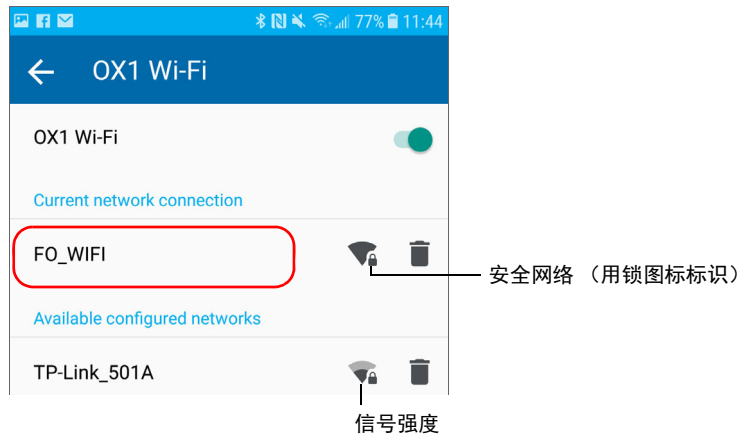 77% 11:44
OX1 Wi-Fi
OX1 Wi-Fi
Current network connection
FO_WIFI
安全网络 （用锁图标标识）
Available configured networks
TP-Link_501A
信号强度